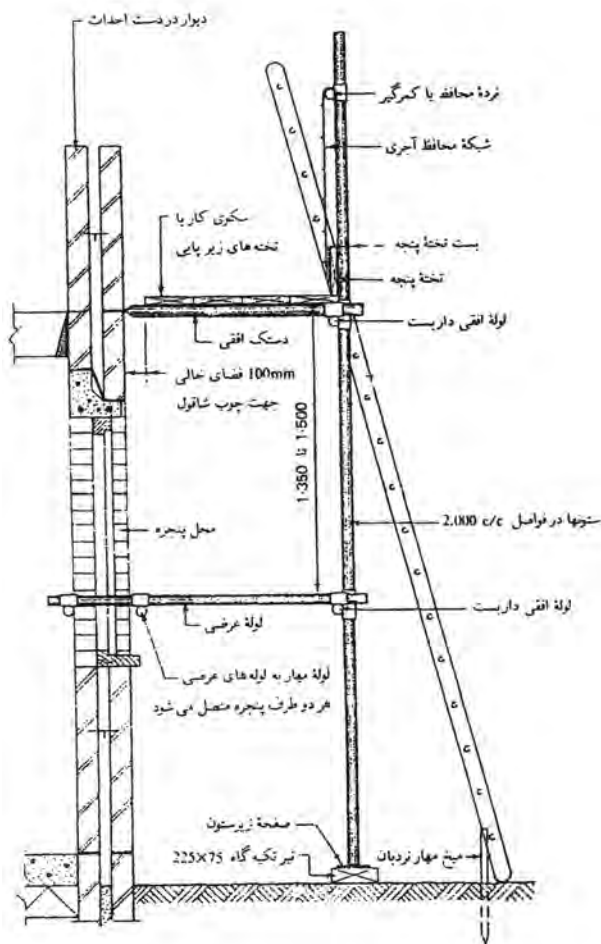 دیوار در دست احداث
نردهٔ محافظ یا کمرگیر
شبکهٔ محافظ آجری
سکوی کار یا
تخته های زیر پایی
بست تختهٔ پنجه
تختهٔ پنجه
لولهٔ افقی داربست
دستک افقی
100mm فضای خالی
جهت چوب شاقول
1·350 تا 1·500
ستونها در فواصل 2.000 c/c
محل پنجره
لولهٔ افقی داربست
لولهٔ عرضی
لولهٔ مهار به لوله های عرضی
هر دو طرف پنجره متصل می شود
صفحهٔ زیرستون
تیر تکیه گاه 225×75
میخ مهار نردبان